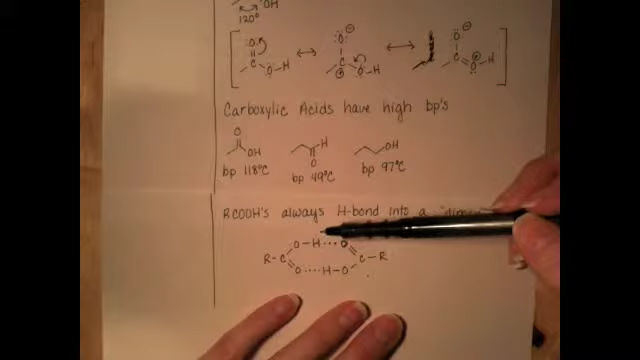 OH
120°
O C O H ↔ O C O H ↔ O C O H
Carboxylic Acids have high bp's
O OH H O OH
bp 118°C bp 49°C bp 97°C
RCOOH's always H-bond into a
O-H···O
R-C C-R
O····H-O